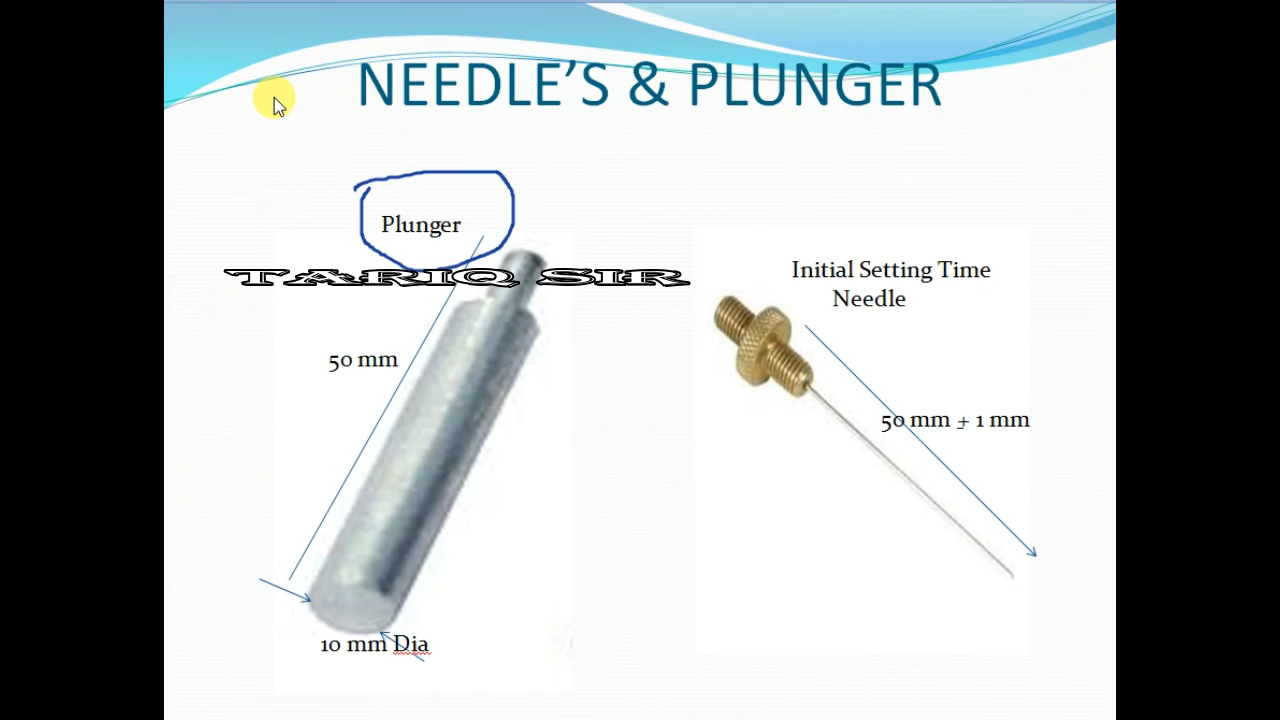 NEEDLE’S & PLUNGER
Plunger
TARIQ SIR
Initial Setting Time
Needle
50 mm
50 mm ± 1 mm
10 mm Dia